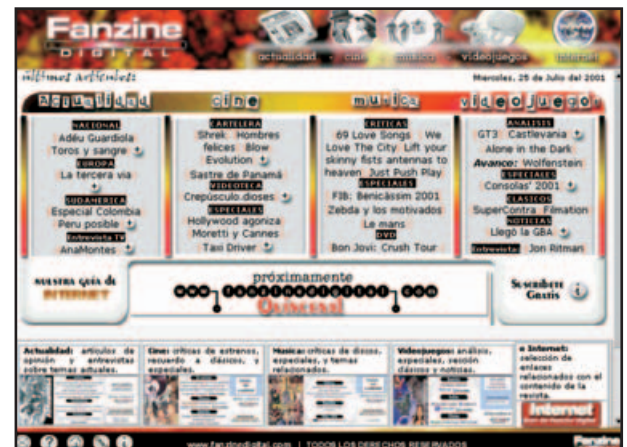 Fanzine
DIGITAL
actualidad · cine · música · videojuegos · internet
últimos artículos:
Miercoles, 25 de Julio del 2001
Actualidad
cine
musica
videojuegos
NACIONAL
Adéu Guardiola
Toros y sangre
EUROPA
La tercera via
SUDAMERICA
Especial Colombia
Peru posible
Entrevista TV
AnaMontes
CARTELERA
Shrek Hombres
felices Blow
Evolution
Sastre de Panamá
VIDEOTECA
Crepúsculo dioses
ESPECIALES
Hollywood agoniza
Moretti y Cannes
Taxi Driver
CRITICAS
69 Love Songs We
Love The City Lift your
skinny fists antennas to
heaven Just Push Play
ESPECIALES
FIB: Benicàssim 2001
Zebda y los motivados
Le mans
DVD
Bon Jovi: Crush Tour
ANALISIS
GT3 Castlevania
Alone in the Dark
Avance: Wolfenstein
ESPECIALES
Consolas' 2001
CLASICOS
SuperContra Filmation
NOTICIAS
Llegó la GBA
Entrevista: Jon Ritman
NUESTRA GUÍA de
INTERNET
próximamente
www.fanzinedigital.com
Suscríbete
Gratis
Actualidad: artículos de
opinión y entrevistas
sobre temas actuales.
Cine: críticas de estrenos,
recuerdo a clásicos, y
especiales.
Musica: críticas de discos,
especiales, y temas
relacionados.
Videojuegos: análisis,
especiales, sección
clásicos y noticias.
e Internet:
selección de
enlaces
relacionados con el
contenido de la
revista.
Internet
www.fanzinedigital.com | TODOS LOS DERECHOS RESERVADOS
Fanzine